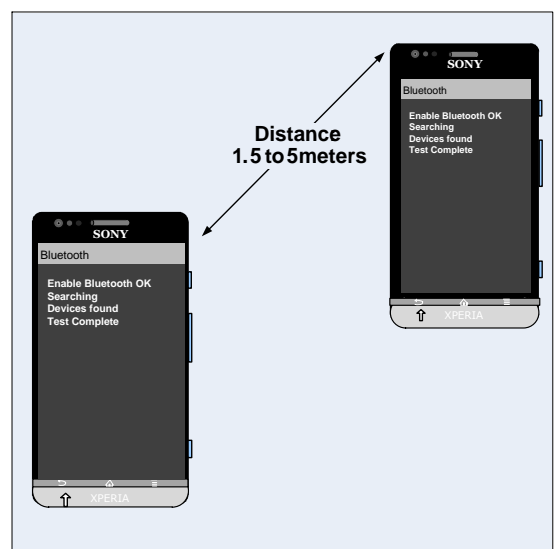 SONY
Bluetooth
Enable Bluetooth OK
Searching
Devices found
Test Complete
XPERIA
Distance
1.5 to 5meters
SONY
Bluetooth
Enable Bluetooth OK
Searching
Devices found
Test Complete
XPERIA